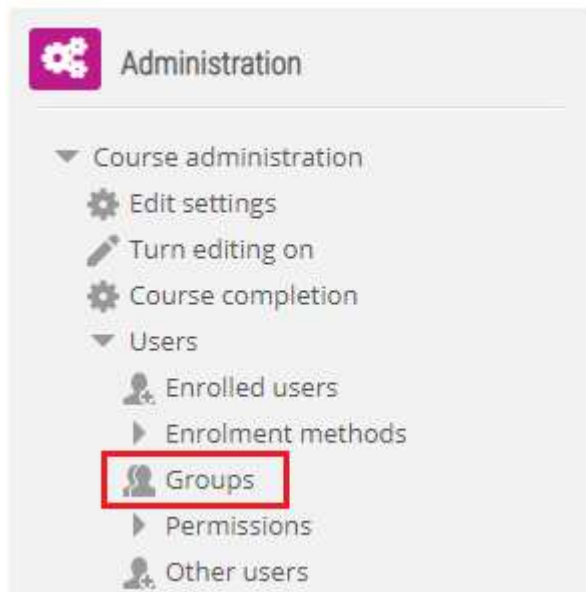 Administration
Course administration
Edit settings
Turn editing on
Course completion
Users
Enrolled users
Enrolment methods
Groups
Permissions
Other users